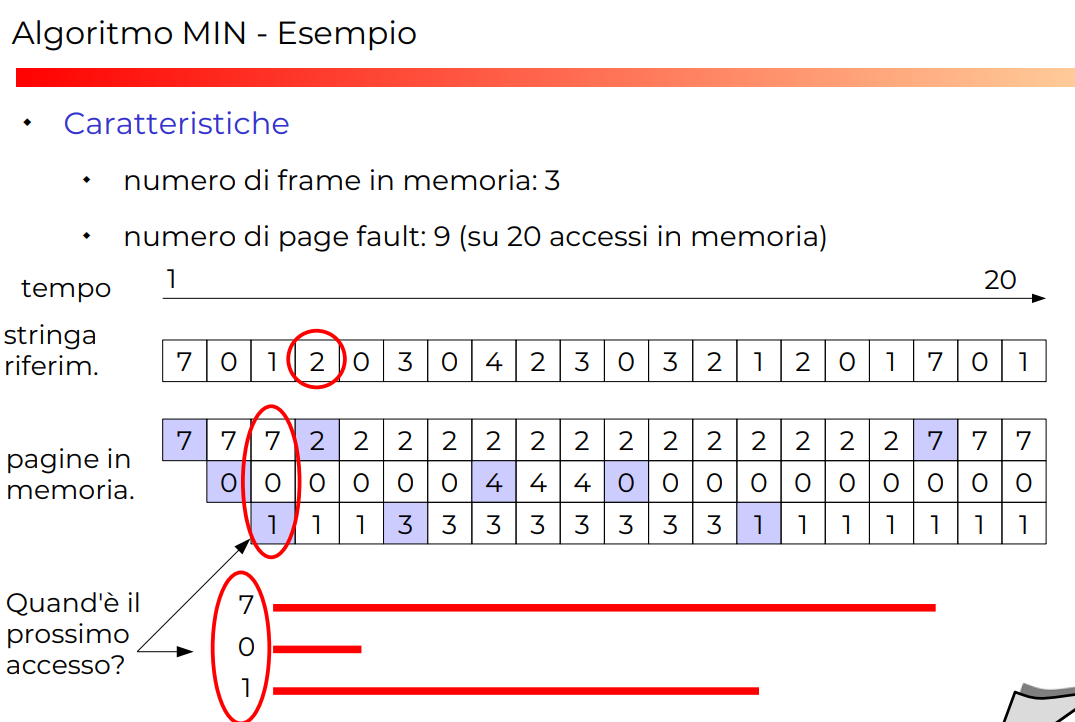 Algoritmo MIN - Esempio
Caratteristiche
numero di frame in memoria: 3
numero di page fault: 9 (su 20 accessi in memoria)
tempo 1 20
stringa
riferim.
7 0 1 2 0 3 0 4 2 3 0 3 2 1 2 0 1 7 0 1
pagine in
memoria.
7 7 7 2 2 2 2 2 2 2 2 2 2 2 2 2 2 7 7 7
0 0 0 0 0 0 4 4 4 0 0 0 0 0 0 0 0 0 0
1 1 1 3 3 3 3 3 3 3 3 1 1 1 1 1 1 1
Quand'è il
prossimo
accesso?
7
0
1